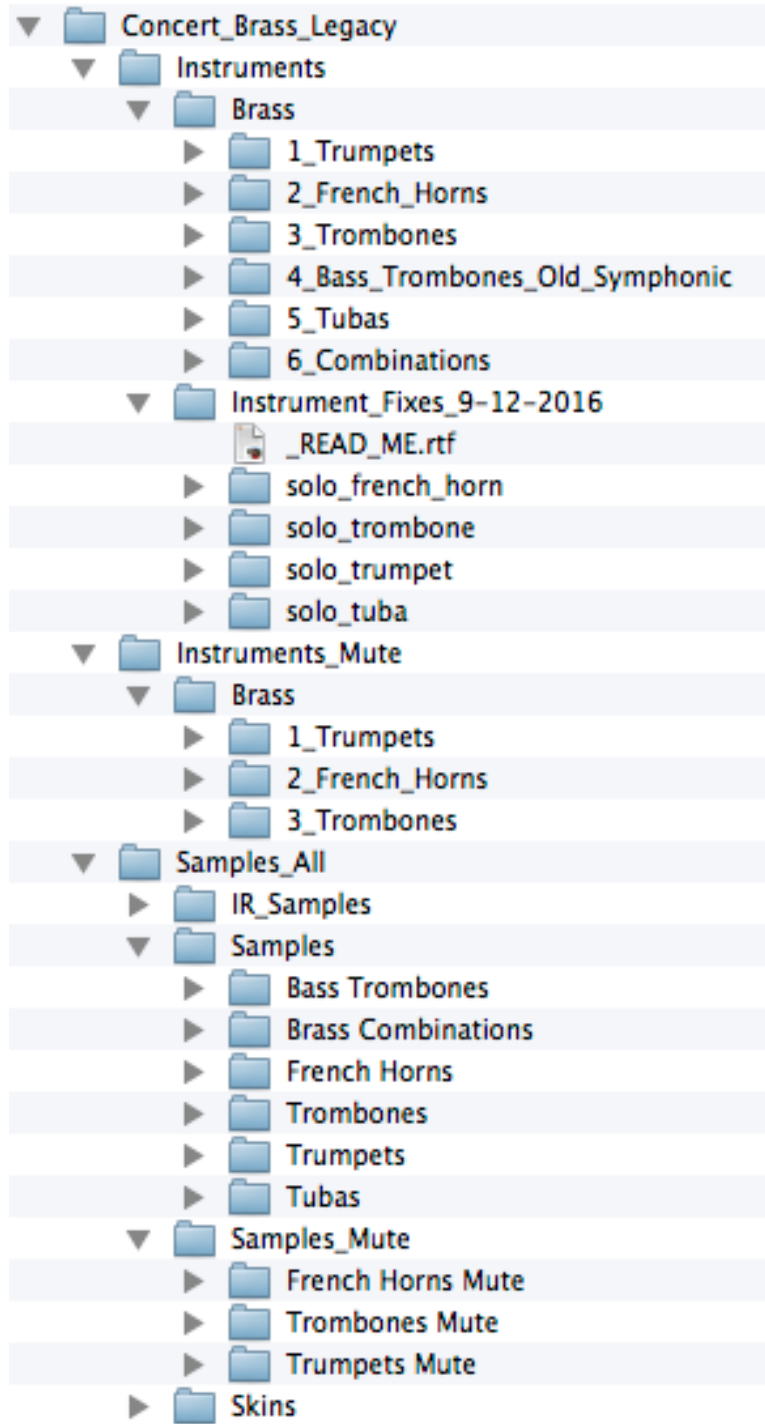 Concert_Brass_Legacy
Instruments
Brass
1_Trumpets
2_French_Horns
3_Trombones
4_Bass_Trombones_Old_Symphonic
5_Tubas
6_Combinations
Instrument_Fixes_9-12-2016
_READ_ME.rtf
solo_french_horn
solo_trombone
solo_trumpet
solo_tuba
Instruments_Mute
Brass
1_Trumpets
2_French_Horns
3_Trombones
Samples_All
IR_Samples
Samples
Bass Trombones
Brass Combinations
French Horns
Trombones
Trumpets
Tubas
Samples_Mute
French Horns Mute
Trombones Mute
Trumpets Mute
Skins